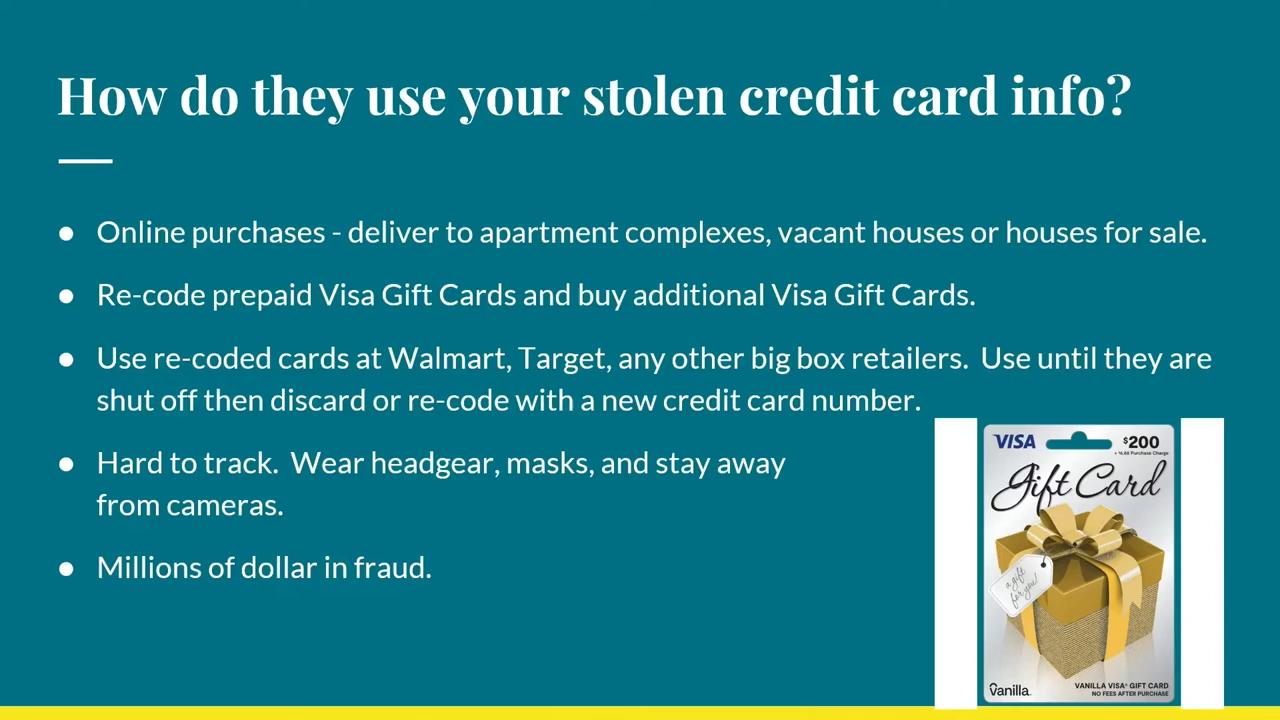 How do they use your stolen credit card info?
● Online purchases - deliver to apartment complexes, vacant houses or houses for sale.
● Re-code prepaid Visa Gift Cards and buy additional Visa Gift Cards.
● Use re-coded cards at Walmart, Target, any other big box retailers.  Use until they are
shut off then discard or re-code with a new credit card number.
● Hard to track.  Wear headgear, masks, and stay away
from cameras.
● Millions of dollar in fraud.
VISA
$200
Purchase Charge
Gift Card
a gift
for you!
Vanilla
VANILLA VISA® GIFT CARD
NO FEES AFTER PURCHASE